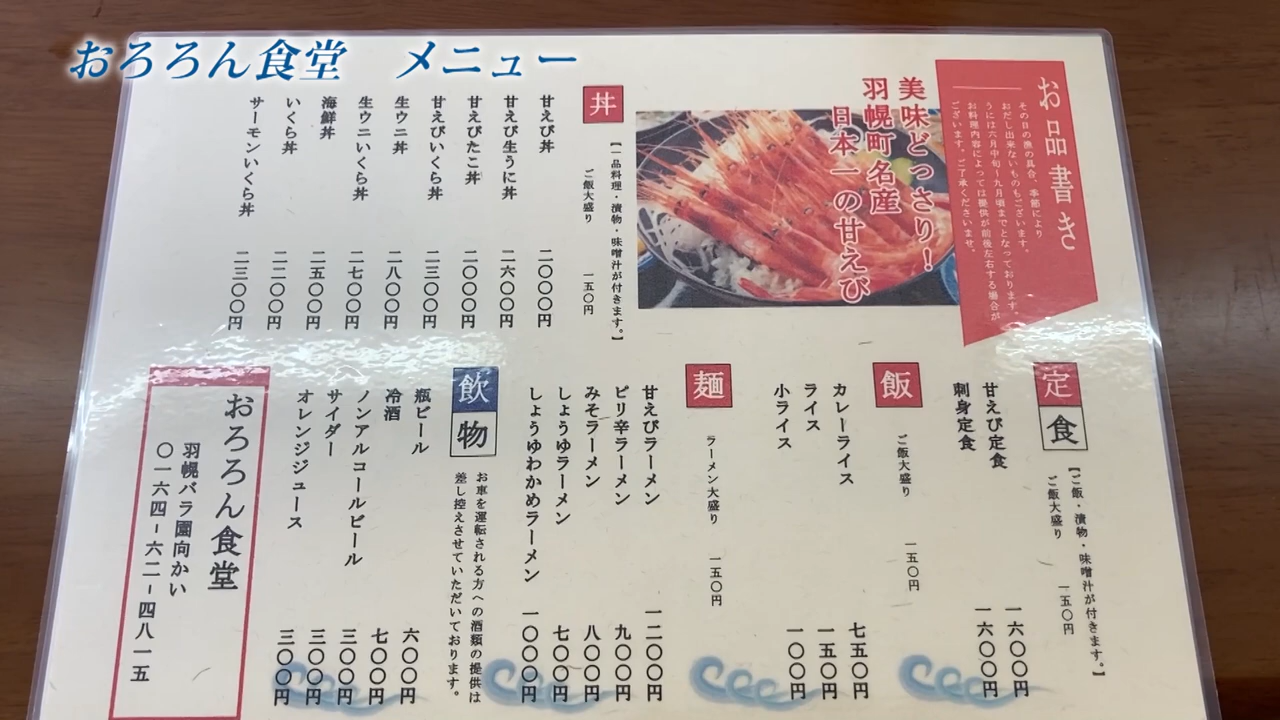 おろろん食堂　メニュー
お品書き
その日の漁の具合、季節により
おだし出来ないものもございます。
うには六月中旬〜九月頃までとなっております。
お料理内容によっては提供が前後左右する場合が
ございます。ご了承くださいませ。
美味どっさり！
羽幌町名産
日本一の甘えび
丼
【一品料理・漬物・味噌汁が付きます。】
ご飯大盛り　一五〇円
甘えび丼　二〇〇〇円
甘えび生うに丼　二六〇〇円
甘えびたこ丼　二〇〇〇円
甘えびいくら丼　二三〇〇円
生ウニ丼　二八〇〇円
生ウニいくら丼　二七〇〇円
海鮮丼　二五〇〇円
いくら丼　二二〇〇円
サーモンいくら丼　二三〇〇円
定食
【ご飯・漬物・味噌汁が付きます。】
ご飯大盛り　一五〇円
甘えび定食　一六〇〇円
刺身定食　一六〇〇円
飯
ご飯大盛り　一五〇円
カレーライス　七五〇円
ライス　一五〇円
小ライス　一〇〇円
麺
ラーメン大盛り　一五〇円
甘えびラーメン　一二〇〇円
ピリ辛ラーメン　九〇〇円
みそラーメン　八〇〇円
しょうゆラーメン　七〇〇円
しょうゆわかめラーメン　一〇〇〇円
飲物
お車を運転される方への酒類の提供は
差し控えさせていただいております。
瓶ビール　六〇〇円
冷酒　七〇〇円
ノンアルコールビール　三〇〇円
サイダー　三〇〇円
オレンジジュース　三〇〇円
おろろん食堂
羽幌バラ園向かい
〇一六四-六二-四八一五